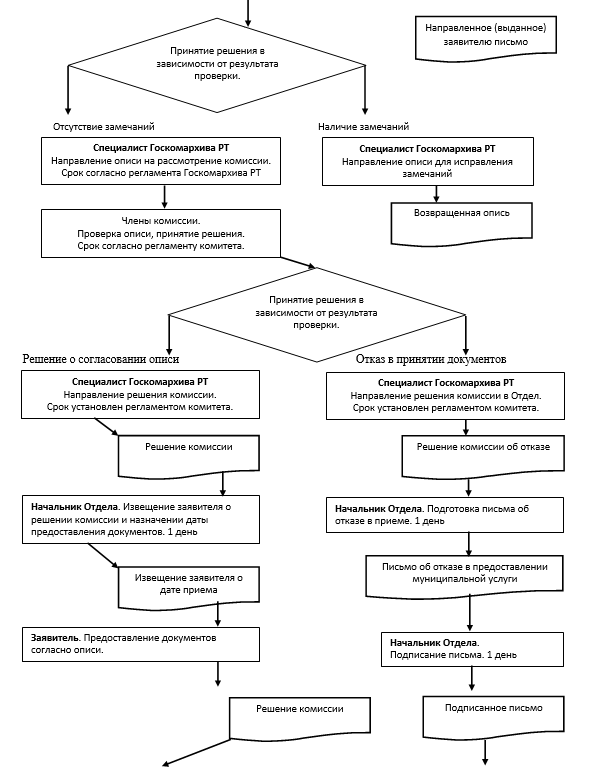 Направленное (выданное)
заявителю письмо
Принятие решения в
зависимости от результата
проверки.
Отсутствие замечаний
Наличие замечаний
Специалист Госкомархива РТ
Направление описи на рассмотрение комиссии.
Срок согласно регламента Госкомархива РТ
Специалист Госкомархива РТ
Направление описи для исправления
замечаний
Члены комиссии.
Проверка описи, принятие решения.
Срок согласно регламенту комитета.
Возвращенная опись
Принятие решения в
зависимости от результата
проверки.
Решение о согласовании описи
Отказ в принятии документов
Специалист Госкомархива РТ
Направление решения комиссии.
Срок установлен регламентом комитета.
Специалист Госкомархива РТ
Направление решения комиссии в Отдел.
Срок установлен регламентом комитета.
Решение комиссии
Решение комиссии об отказе
Начальник Отдела. Извещение заявителя о
решении комиссии и назначении даты
предоставления документов. 1 день
Начальник Отдела. Подготовка письма об
отказе в приеме. 1 день
Извещение заявителя о
дате приема
Письмо об отказе в предоставлении
муниципальной услуги
Заявитель. Предоставление документов
согласно описи.
Начальник Отдела.
Подписание письма. 1 день
Решение комиссии
Подписанное письмо